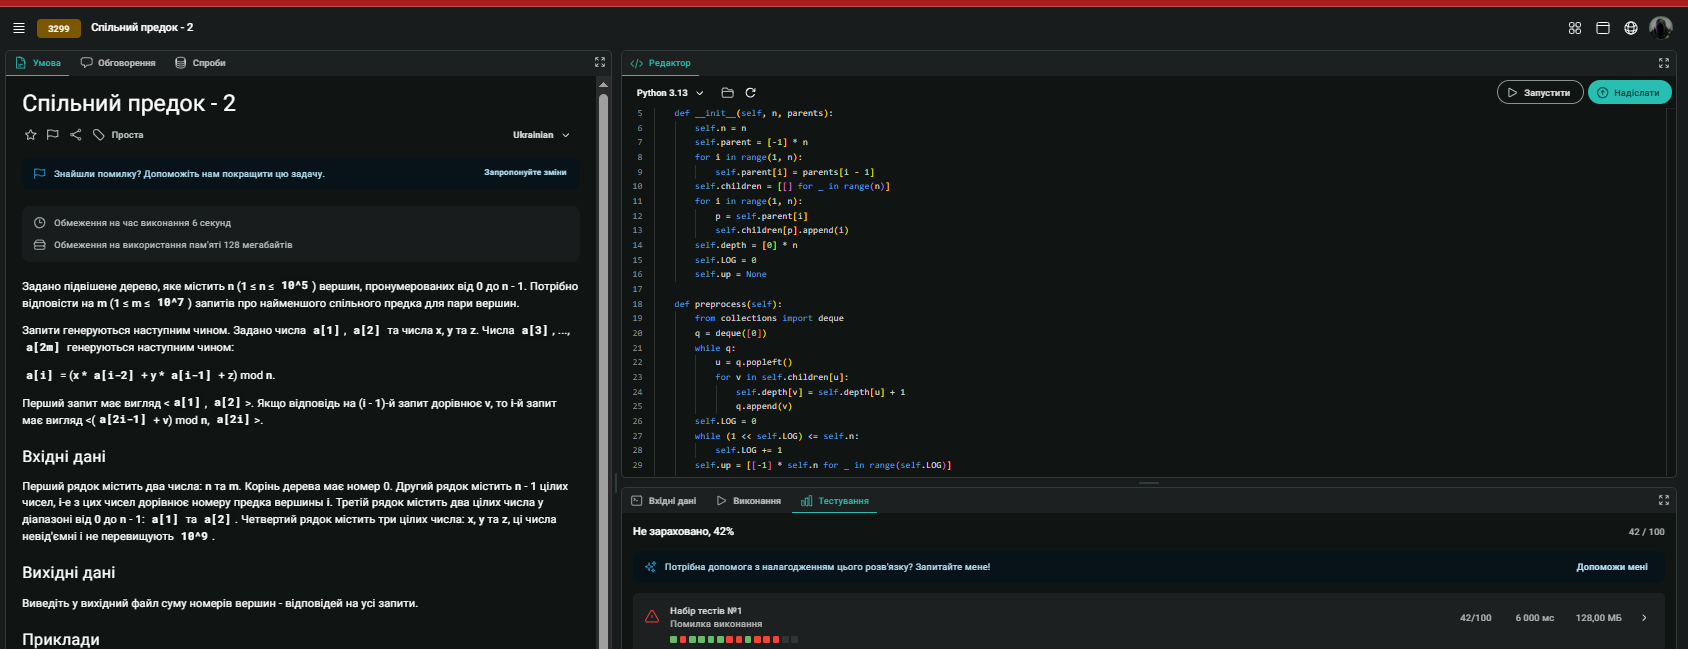 3299 Спільний предок - 2
Умова Обговорення Спроби
Спільний предок - 2
Проста
Ukrainian
Знайшли помилку? Допоможіть нам покращити цю задачу.
Запропонуйте зміни
Обмеження на час виконання 6 секунд
Обмеження на використання пам'яті 128 мегабайтів
Задано підвішене дерево, яке містить n (1 ≤ n ≤ 10^5 ) вершин, пронумерованих від 0 до n - 1. Потрібно
відповісти на m (1 ≤ m ≤ 10^7 ) запитів про найменшого спільного предка для пари вершин.
Запити генеруються наступним чином. Задано числа a[1] , a[2] та числа x, y та z. Числа a[3] , ...,
a[2m] генеруються наступним чином:
a[i] = (x * a[i-2] + y * a[i-1] + z) mod n.
Перший запит має вигляд < a[1] , a[2] >. Якщо відповідь на (i - 1)-й запит дорівнює v, то i-й запит
має вигляд <( a[2i-1] + v) mod n, a[2i] >.
Вхідні дані
Перший рядок містить два числа: n та m. Корінь дерева має номер 0. Другий рядок містить n - 1 цілих
чисел, i-е з цих чисел дорівнює номеру предка вершини i. Третій рядок містить два цілих числа у
діапазоні від 0 до n - 1: a[1] та a[2] . Четвертий рядок містить три цілих числа: x, y та z, ці числа
невід'ємні і не перевищують 10^9 .
Вихідні дані
Виведіть у вихідний файл суму номерів вершин - відповідей на усі запити.
Приклади
Редактор
Python 3.13
Запустити
Надіслати
5 def __init__(self, n, parents):
6 self.n = n
7 self.parent = [-1] * n
8 for i in range(1, n):
9 self.parent[i] = parents[i - 1]
10 self.children = [[] for _ in range(n)]
11 for i in range(1, n):
12 p = self.parent[i]
13 self.children[p].append(i)
14 self.depth = [0] * n
15 self.LOG = 0
16 self.up = None
17
18 def preprocess(self):
19 from collections import deque
20 q = deque([0])
21 while q:
22 u = q.popleft()
23 for v in self.children[u]:
24 self.depth[v] = self.depth[u] + 1
25 q.append(v)
26 self.LOG = 0
27 while (1 << self.LOG) <= self.n:
28 self.LOG += 1
29 self.up = [[-1] * self.n for _ in range(self.LOG)]
Вхідні дані Виконання Тестування
Не зараховано, 42%
42 / 100
Потрібна допомога з налагодженням цього розв'язку? Запитайте мене!
Допоможи мені
Набір тестів №1
Помилка виконання
42/100 6 000 мс 128,00 МБ